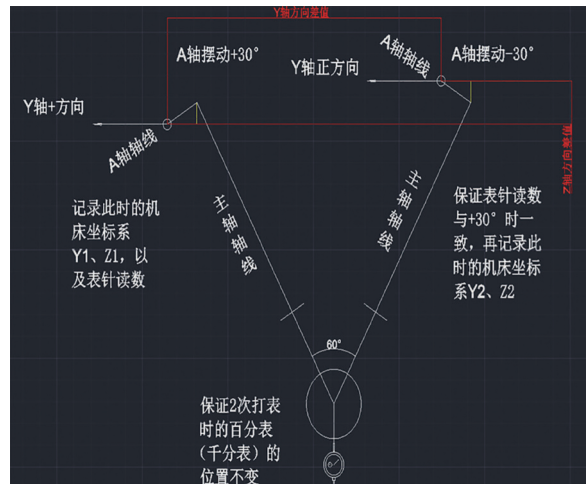 Y轴方向差值
A轴摆动+30°
A轴轴线
A轴摆动-30°
Y轴正方向
Y轴+方向
A轴轴线
Z轴方向差值
主轴轴线
主轴轴线
记录此时的机
床坐标系
Y1、Z1，以
及表针读数
保证表针读数
与+30°时一
致，再记录此
时的机床坐标
系Y2、Z2
60°
保证2次打表
时的百分表
（千分表）的
位置不变